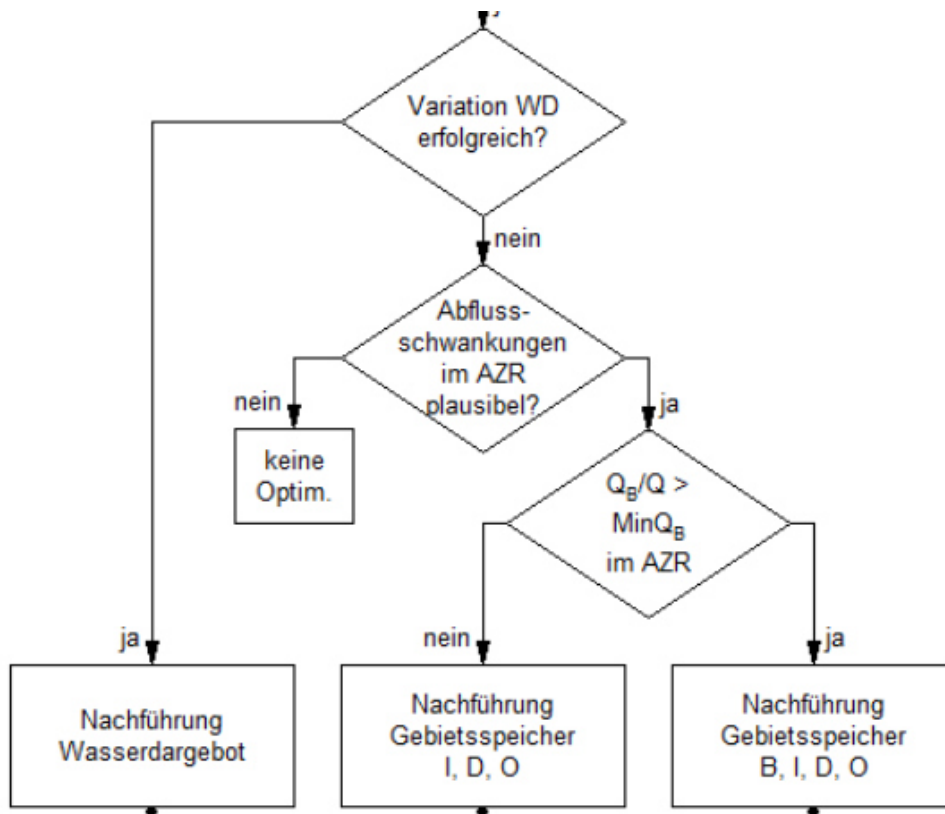 Variation WD
erfolgreich?
nein
Abfluss-
schwankungen
im AZR
plausibel?
nein
ja
keine
Optim.
Q_B/Q >
MinQ_B
im AZR
ja
nein
ja
Nachführung
Wasserdargebot
Nachführung
Gebietsspeicher
I, D, O
Nachführung
Gebietsspeicher
B, I, D, O